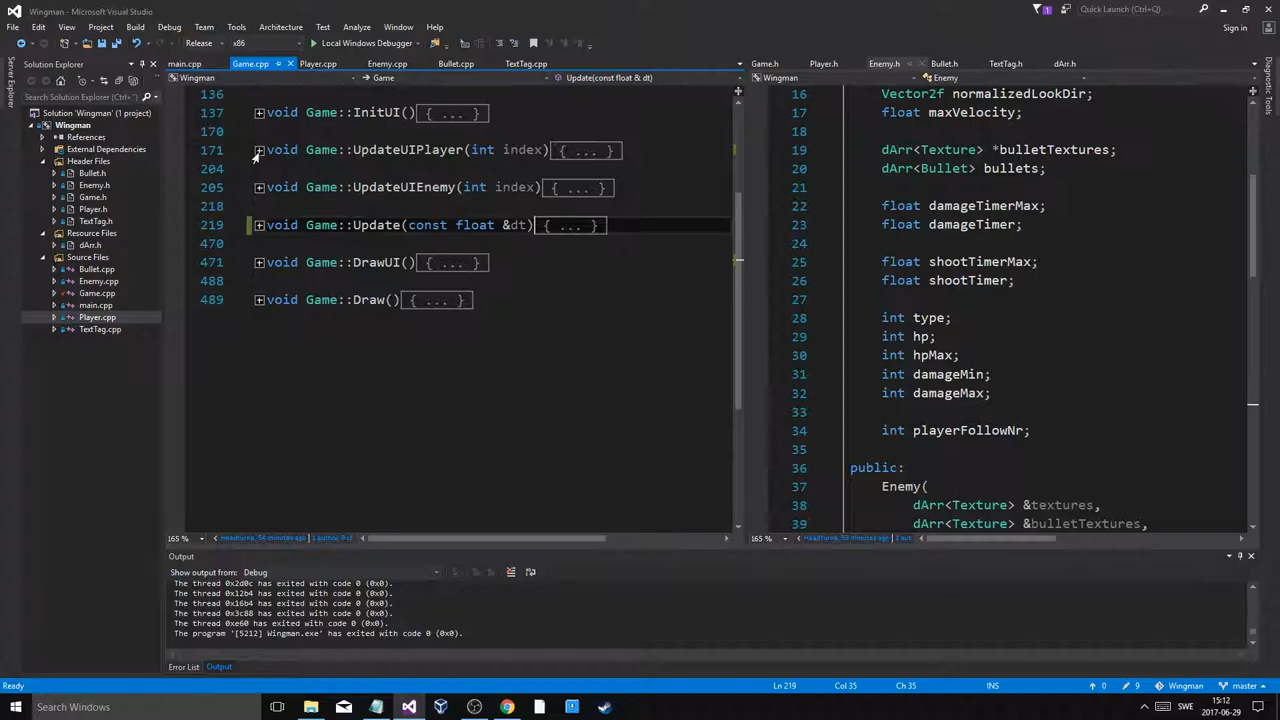 Wingman - Microsoft Visual Studio
1
Quick Launch (Ctrl+Q)
File Edit View Project Build Debug Team Tools Architecture Test Analyze Window Help
Sign in
Release x86 Local Windows Debugger
Server Explorer
Solution Explorer
Search Solution Explorer (Ctrl+
Solution 'Wingman' (1 project)
Wingman
References
External Dependencies
Header Files
Bullet.h
Enemy.h
Game.h
Player.h
TextTag.h
Resource Files
dArr.h
Source Files
Bullet.cpp
Enemy.cpp
Game.cpp
main.cpp
Player.cpp
TextTag.cpp
main.cpp Game.cpp Player.cpp Enemy.cpp Bullet.cpp TextTag.cpp
Wingman Game Update(const float & dt)
136
137 void Game::InitUI(){ ... }
170
171 void Game::UpdateUIPlayer(int index){ ... }
204
205 void Game::UpdateUIEnemy(int index){ ... }
218
219 void Game::Update(const float &dt){ ... }
470
471 void Game::DrawUI(){ ... }
488
489 void Game::Draw(){ ... }
165 %
Game.h Player.h Enemy.h Bullet.h TextTag.h dArr.h
Wingman Enemy
16 Vector2f normalizedLookDir;
17 float maxVelocity;
18
19 dArr<Texture> *bulletTextures;
20 dArr<Bullet> bullets;
21
22 float damageTimerMax;
23 float damageTimer;
24
25 float shootTimerMax;
26 float shootTimer;
27
28 int type;
29 int hp;
30 int hpMax;
31 int damageMin;
32 int damageMax;
33
34 int playerFollowNr;
35
36 public:
37 Enemy(
38 dArr<Texture> &textures,
39 dArr<Texture> &bulletTextures,
165 %
Diagnostic Tools
Output
Show output from: Debug
The thread 0x2d0c has exited with code 0 (0x0).
The thread 0x12b4 has exited with code 0 (0x0).
The thread 0x16b4 has exited with code 0 (0x0).
The thread 0x3c88 has exited with code 0 (0x0).
The thread 0xe60 has exited with code 0 (0x0).
The program '[5212] Wingman.exe' has exited with code 0 (0x0).
Error List Output
Ready Ln 219 Col 35 Ch 35 INS 0 9 Wingman master
Search Windows
SWE
15:12
2017-06-29